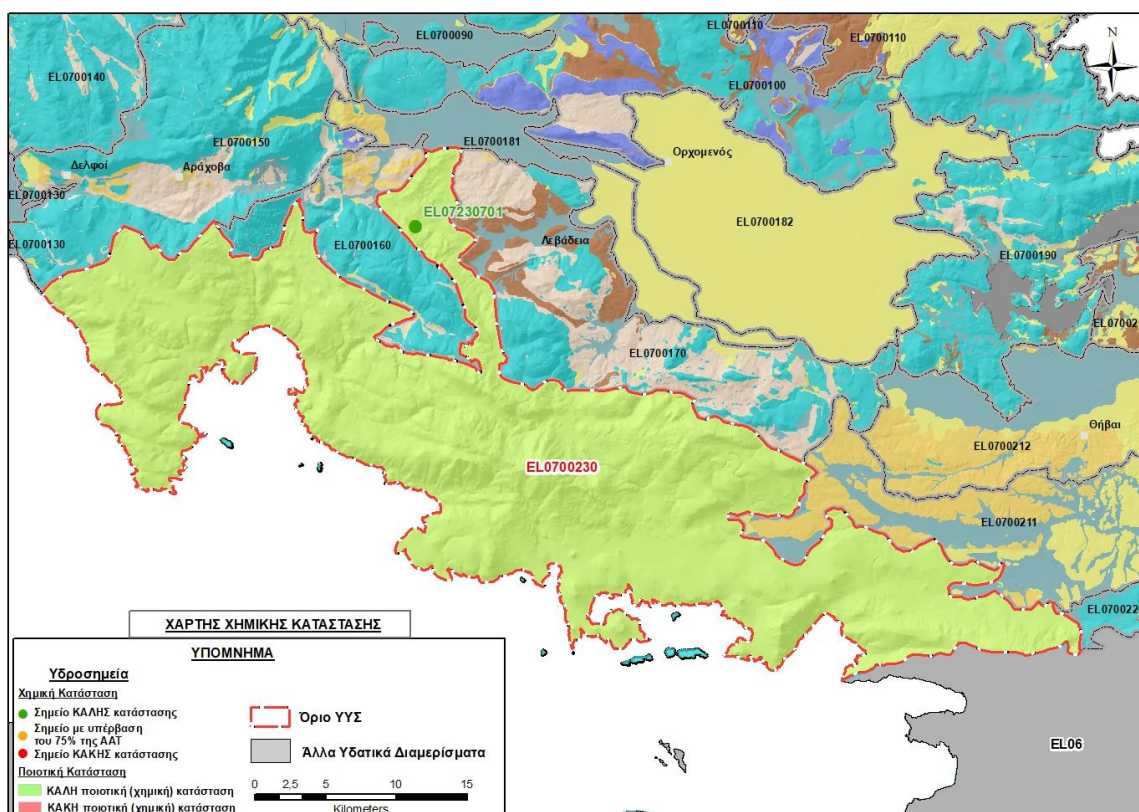 EL0700090
EL0700110
EL0700110
N
EL0700140
EL0700100
EL0700150
EL0700181
Δελφοί
Αράχοβα
Ορχομενός
EL0700130
EL07230701
EL0700182
EL0700130
EL0700160
Λεβάδεια
EL0700190
EL07002
EL0700170
Θήβαι
EL0700212
EL0700230
EL0700211
EL070022
EL06
ΧΑΡΤΗΣ ΧΗΜΙΚΗΣ ΚΑΤΑΣΤΑΣΗΣ
ΥΠΟΜΝΗΜΑ
Υδροσημεία
Χημική Κατάσταση
Σημείο ΚΑΛΗΣ κατάστασης
Σημείο με υπέρβαση
του 75% της ΑΑΤ
Σημείο ΚΑΚΗΣ κατάστασης
Ποιοτική Κατάσταση
ΚΑΛΗ ποιοτική (χημική) κατάσταση
ΚΑΚΗ ποιοτική (χημική) κατάσταση
Όριο ΥΥΣ
Άλλα Υδατικά Διαμερίσματα
0 2,5 5 10 15
Kilometers